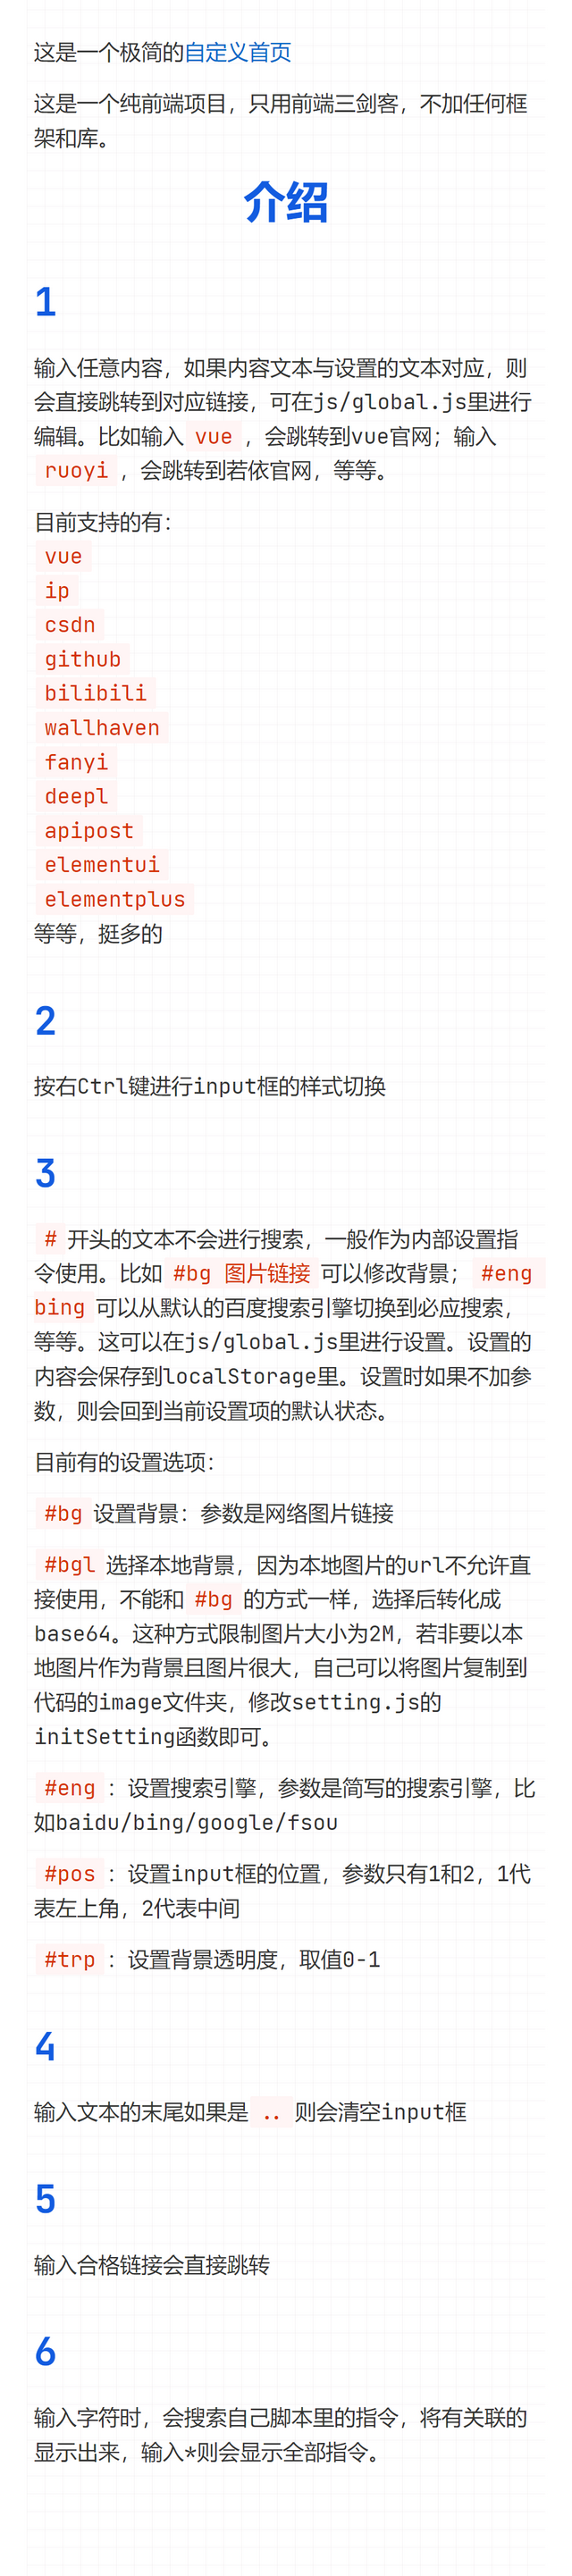 这是一个极简的自定义首页
这是一个纯前端项目，只用前端三剑客，不加任何框
架和库。
介绍
1
输入任意内容，如果内容文本与设置的文本对应，则
会直接跳转到对应链接，可在js/global.js里进行
编辑。比如输入 vue ，会跳转到vue官网；输入
ruoyi ，会跳转到若依官网，等等。
目前支持的有：
vue
ip
csdn
github
bilibili
wallhaven
fanyi
deepl
apipost
elementui
elementplus
等等，挺多的
2
按右Ctrl键进行input框的样式切换
3
# 开头的文本不会进行搜索，一般作为内部设置指
令使用。比如 #bg 图片链接 可以修改背景； #eng
bing 可以从默认的百度搜索引擎切换到必应搜索，
等等。这可以在js/global.js里进行设置。设置的
内容会保存到localStorage里。设置时如果不加参
数，则会回到当前设置项的默认状态。
目前有的设置选项：
#bg 设置背景：参数是网络图片链接
#bgl 选择本地背景，因为本地图片的url不允许直
接使用，不能和 #bg 的方式一样，选择后转化成
base64。这种方式限制图片大小为2M，若非要以本
地图片作为背景且图片很大，自己可以将图片复制到
代码的image文件夹，修改setting.js的
initSetting函数即可。
#eng ：设置搜索引擎，参数是简写的搜索引擎，比
如baidu/bing/google/fsou
#pos ：设置input框的位置，参数只有1和2，1代
表左上角，2代表中间
#trp ：设置背景透明度，取值0-1
4
输入文本的末尾如果是 .. 则会清空input框
5
输入合格链接会直接跳转
6
输入字符时，会搜索自己脚本里的指令，将有关联的
显示出来，输入*则会显示全部指令。